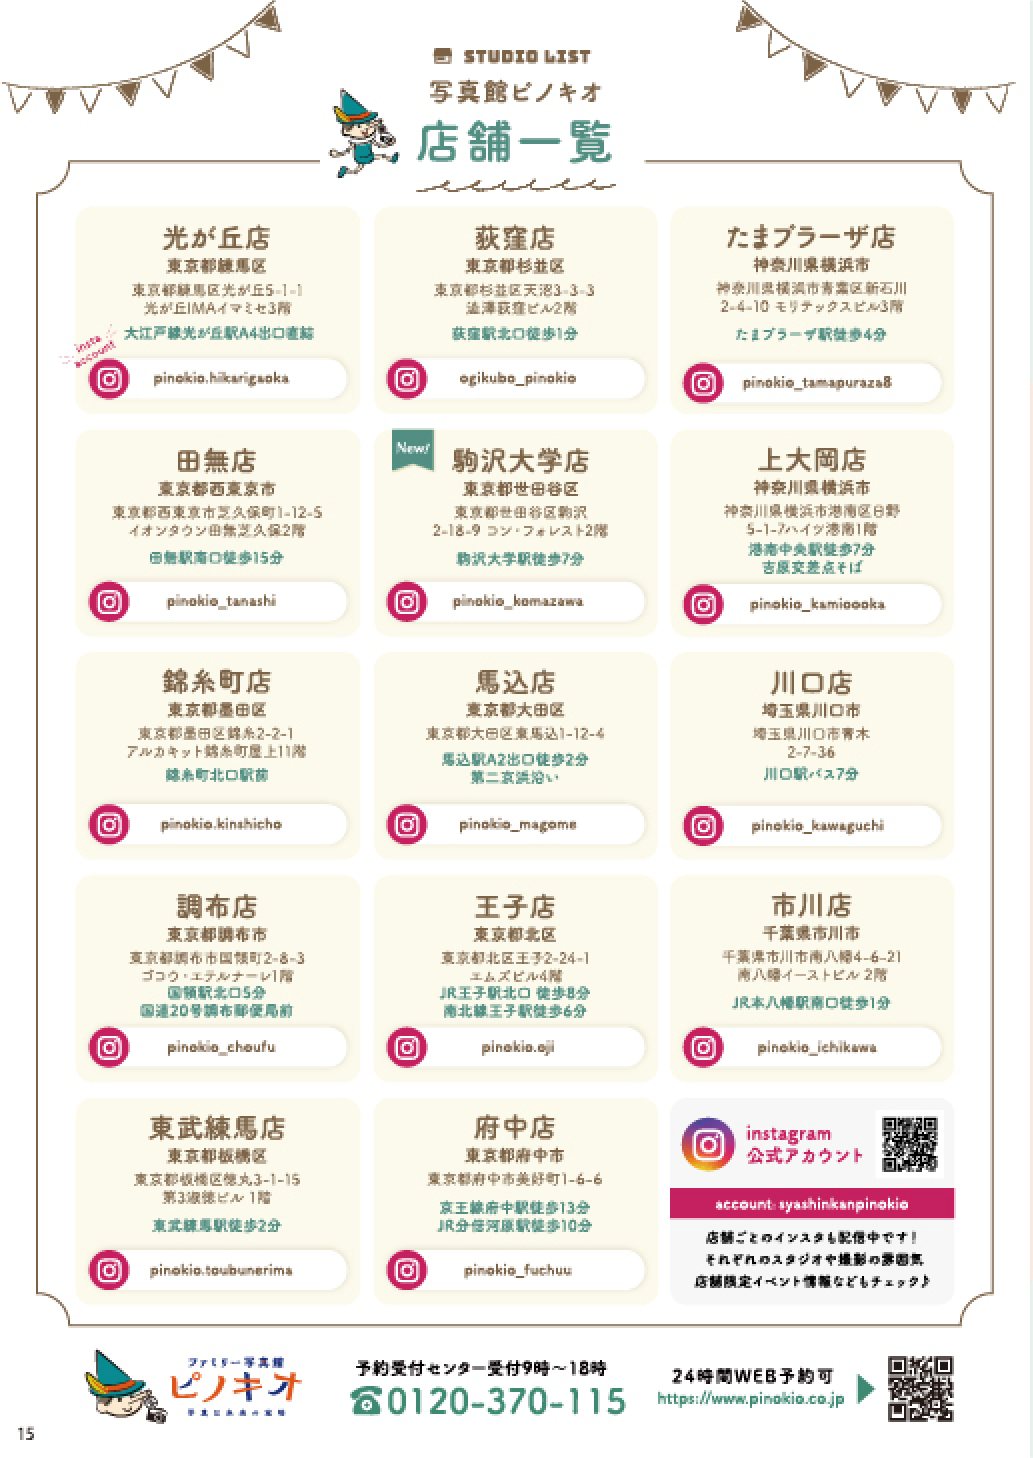 STUDIO LIST
写真館ピノキオ
店舗一覧
光が丘店
東京都練馬区
東京都練馬区光が丘5-1-1
光が丘IMAイマミセ3階
大江戸線光が丘駅A4出口直結
insta
account
pinokio.hikarigaoka
荻窪店
東京都杉並区
東京都杉並区天沼3-3-3
澁澤荻窪ビル2階
荻窪駅北口徒歩1分
ogikubo_pinokio
たまプラーザ店
神奈川県横浜市
神奈川県横浜市青葉区新石川
2-4-10 モリテックスビル3階
たまプラーザ駅徒歩4分
pinokio_tamapuraza8
田無店
東京都西東京市
東京都西東京市芝久保町1-12-5
イオンタウン田無芝久保2階
田無駅南口徒歩15分
pinokio_tanashi
New!
駒沢大学店
東京都世田谷区
東京都世田谷区駒沢
2-18-9 コン・フォレスト2階
駒沢大学駅徒歩7分
pinokio_komazawa
上大岡店
神奈川県横浜市
神奈川県横浜市港南区日野
5-1-7ハイツ港南1階
港南中央駅徒歩7分
吉原交差点そば
pinokio_kamioooka
錦糸町店
東京都墨田区
東京都墨田区錦糸2-2-1
アルカキット錦糸町屋上11階
錦糸町北口駅前
pinokio.kinshicho
馬込店
東京都大田区
東京都大田区東馬込1-12-4
馬込駅A2出口徒歩2分
第二京浜沿い
pinokio_magome
川口店
埼玉県川口市
埼玉県川口市青木
2-7-36
川口駅バス7分
pinokio_kawaguchi
調布店
東京都調布市
東京都調布市国領町2-8-3
ココウ・エテルナーレ1階
国領駅北口5分
国道20号調布郵便局前
pinokio_choufu
王子店
東京都北区
東京都北区王子2-24-1
エムズビル4階
JR王子駅北口 徒歩8分
南北線王子駅徒歩6分
pinokio.oji
市川店
千葉県市川市
千葉県市川市南八幡4-6-21
南八幡イーストビル 2階
JR本八幡駅南口徒歩1分
pinokio_ichikawa
東武練馬店
東京都板橋区
東京都板橋区徳丸3-1-15
第3淑徳ビル 1階
東武練馬駅徒歩2分
pinokio.toubunerima
府中店
東京都府中市
東京都府中市美好町1-6-6
京王線府中駅徒歩13分
JR分倍河原駅徒歩10分
pinokio_fuchuu
instagram
公式アカウント
account: syashinkanpinokio
店舗ごとのインスタも配信中です！
それぞれのスタジオや撮影の雰囲気
店舗限定イベント情報などもチェック♪
ファミリー写真館
ピノキオ
写真は未来の宝物
予約受付センター受付9時～18時
☎0120-370-115
24時間WEB予約可
https://www.pinokio.co.jp
15